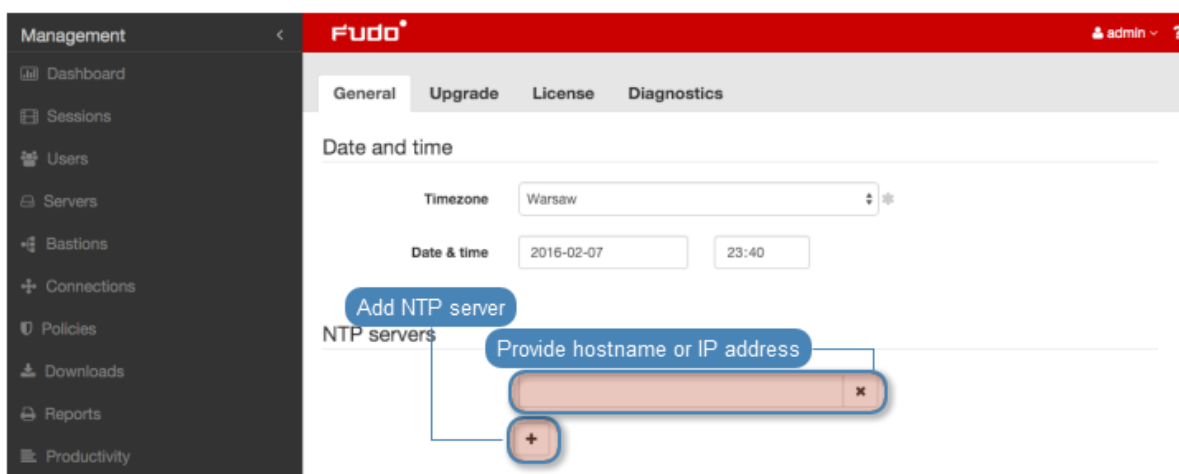 Management
Fudo
admin
?
Dashboard
Sessions
Users
Servers
Bastions
Connections
Policies
Downloads
Reports
Productivity
General Upgrade License Diagnostics
Date and time
Timezone Warsaw
Date & time 2016-02-07 23:40
Add NTP server
NTP servers
Provide hostname or IP address